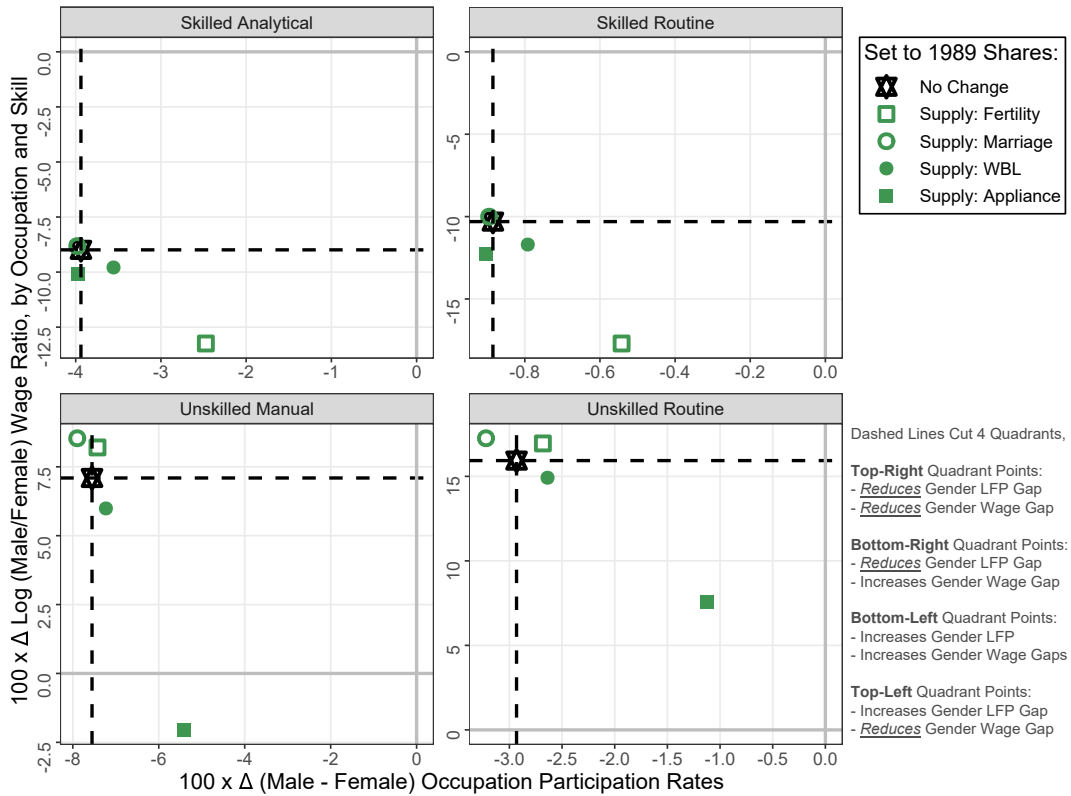 Skilled Analytical
Skilled Routine
0.0
-2.5
-5.0
-7.5
-10.0
-12.5
-4
-3
-2
-1
0
0
-5
-10
-15
-0.8
-0.6
-0.4
-0.2
0.0
Set to 1989 Shares:
No Change
Supply: Fertility
Supply: Marriage
Supply: WBL
Supply: Appliance
100 x Δ Log (Male/Female) Wage Ratio, by Occupation and Skill
Unskilled Manual
Unskilled Routine
7.5
5.0
2.5
0.0
-2.5
-8
-6
-4
-2
0
15
10
5
0
-3.0
-2.5
-2.0
-1.5
-1.0
-0.5
0.0
100 x Δ (Male - Female) Occupation Participation Rates
Dashed Lines Cut 4 Quadrants,
Top-Right Quadrant Points:
- Reduces Gender LFP Gap
- Reduces Gender Wage Gap
Bottom-Right Quadrant Points:
- Reduces Gender LFP Gap
- Increases Gender Wage Gap
Bottom-Left Quadrant Points:
- Increases Gender LFP
- Increases Gender Wage Gaps
Top-Left Quadrant Points:
- Increases Gender LFP Gap
- Reduces Gender Wage Gap